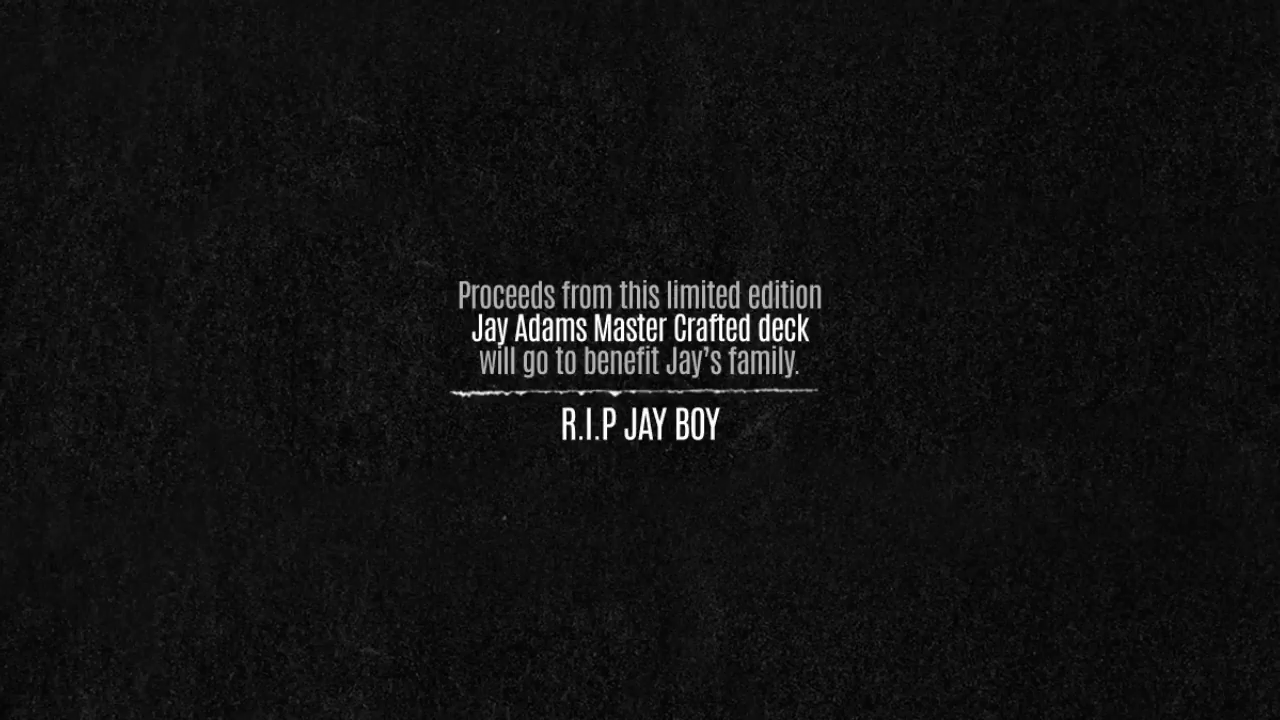 Proceeds from this limited edition
Jay Adams Master Crafted deck
will go to benefit Jay’s family.
R.I.P JAY BOY